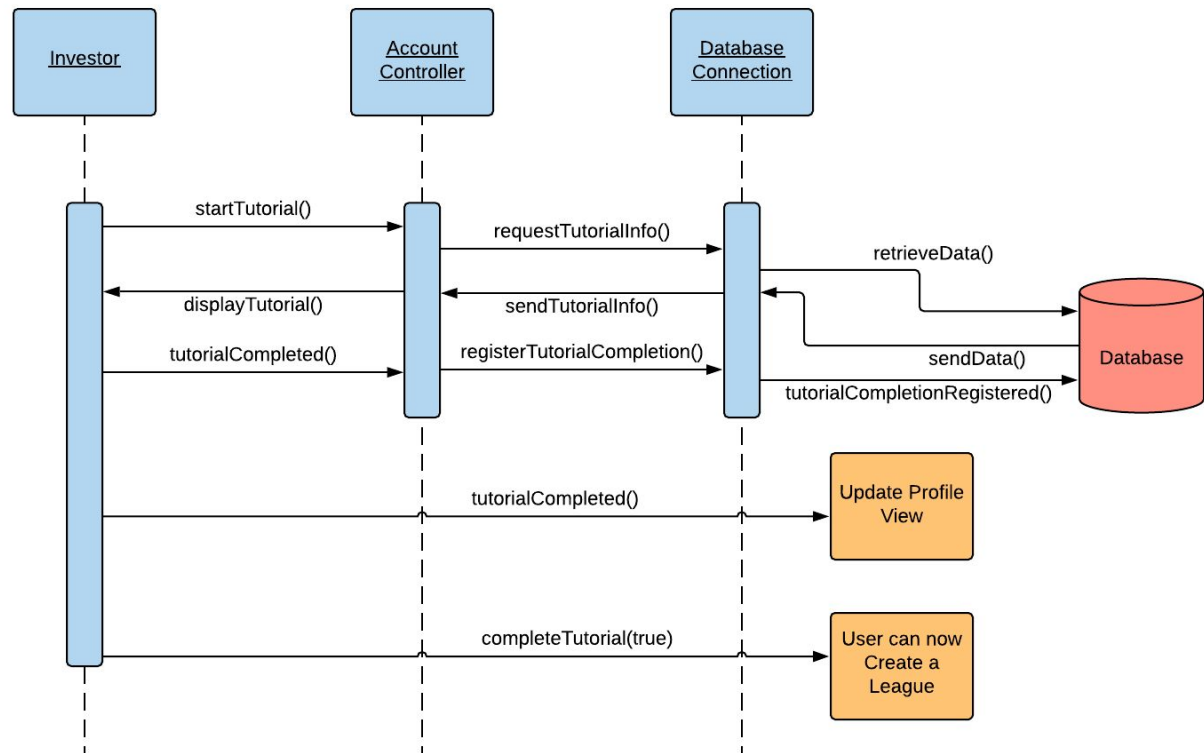 Investor
Account
Controller
Database
Connection
startTutorial()
requestTutorialInfo()
retrieveData()
displayTutorial()
sendTutorialInfo()
sendData()
Database
tutorialCompleted()
registerTutorialCompletion()
tutorialCompletionRegistered()
tutorialCompleted()
Update Profile
View
completeTutorial(true)
User can now
Create a
League